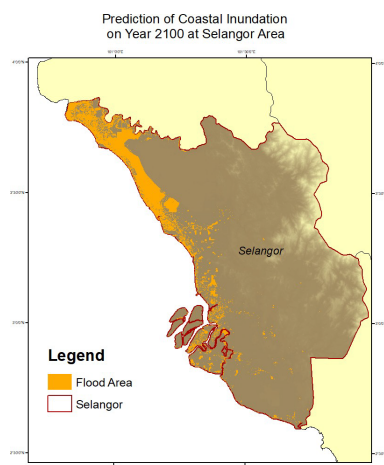 Prediction of Coastal Inundation
on Year 2100 at Selangor Area
Selangor
Legend
Flood Area
Selangor